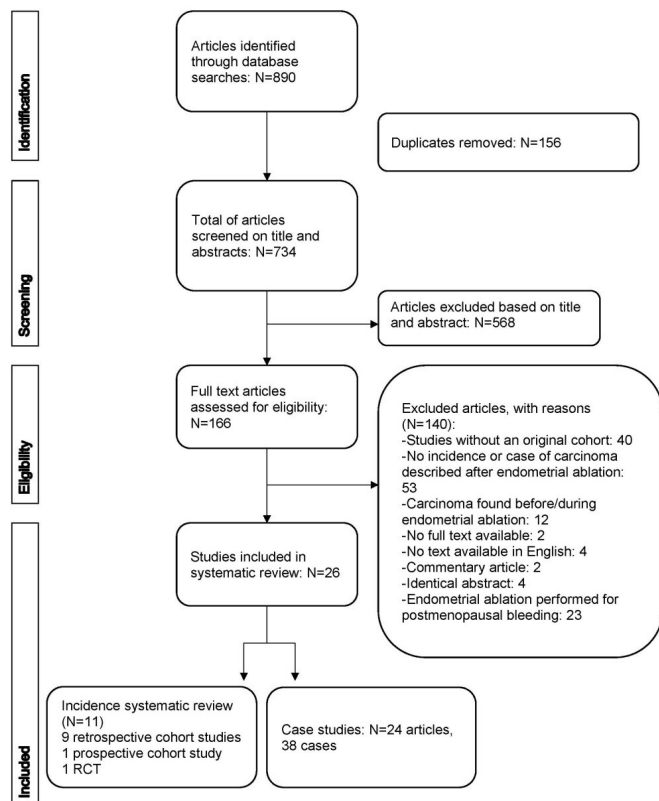 Identification
Articles identified
through database
searches: N=890
Duplicates removed: N=156
Screening
Total of articles
screened on title and
abstracts: N=734
Articles excluded based on title
and abstract: N=568
Eligibility
Full text articles
assessed for eligibility:
N=166
Excluded articles, with reasons
(N=140):
-Studies without an original cohort: 40
-No incidence or case of carcinoma
described after endometrial ablation:
53
-Carcinoma found before/during
endometrial ablation: 12
-No full text available: 2
-No text available in English: 4
-Commentary article: 2
-Identical abstract: 4
-Endometrial ablation performed for
postmenopausal bleeding: 23
Included
Studies included in
systematic review: N=26
Incidence systematic review
(N=11)
9 retrospective cohort studies
1 prospective cohort study
1 RCT
Case studies: N=24 articles,
38 cases